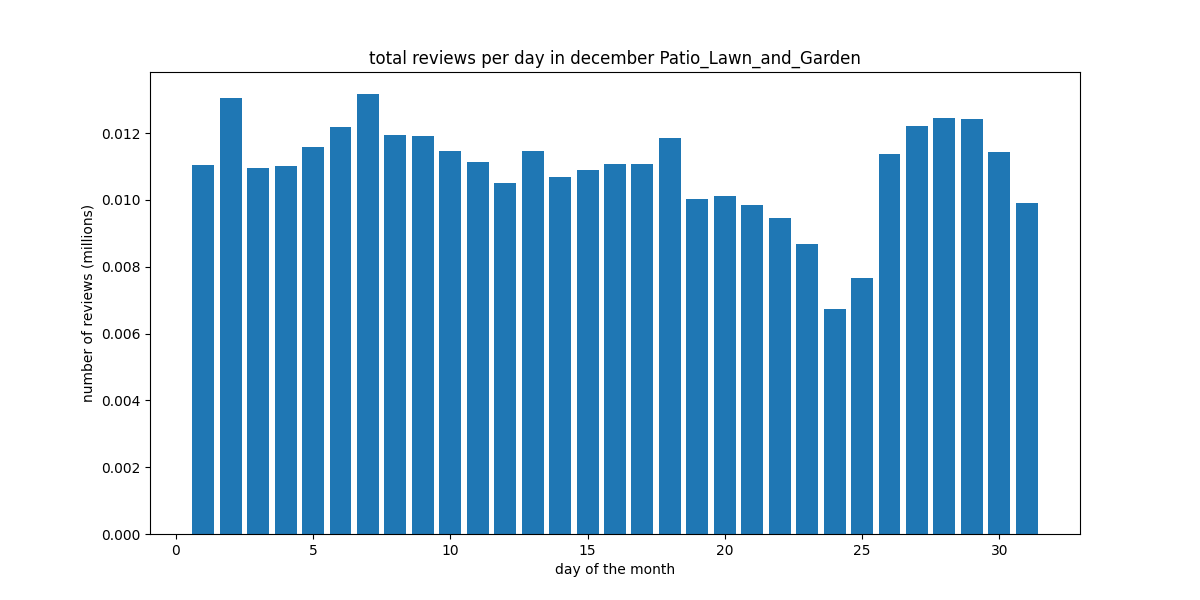 total reviews per day in december Patio_Lawn_and_Garden
number of reviews (millions)
0.012
0.010
0.008
0.006
0.004
0.002
0.000
0 5 10 15 20 25 30
day of the month